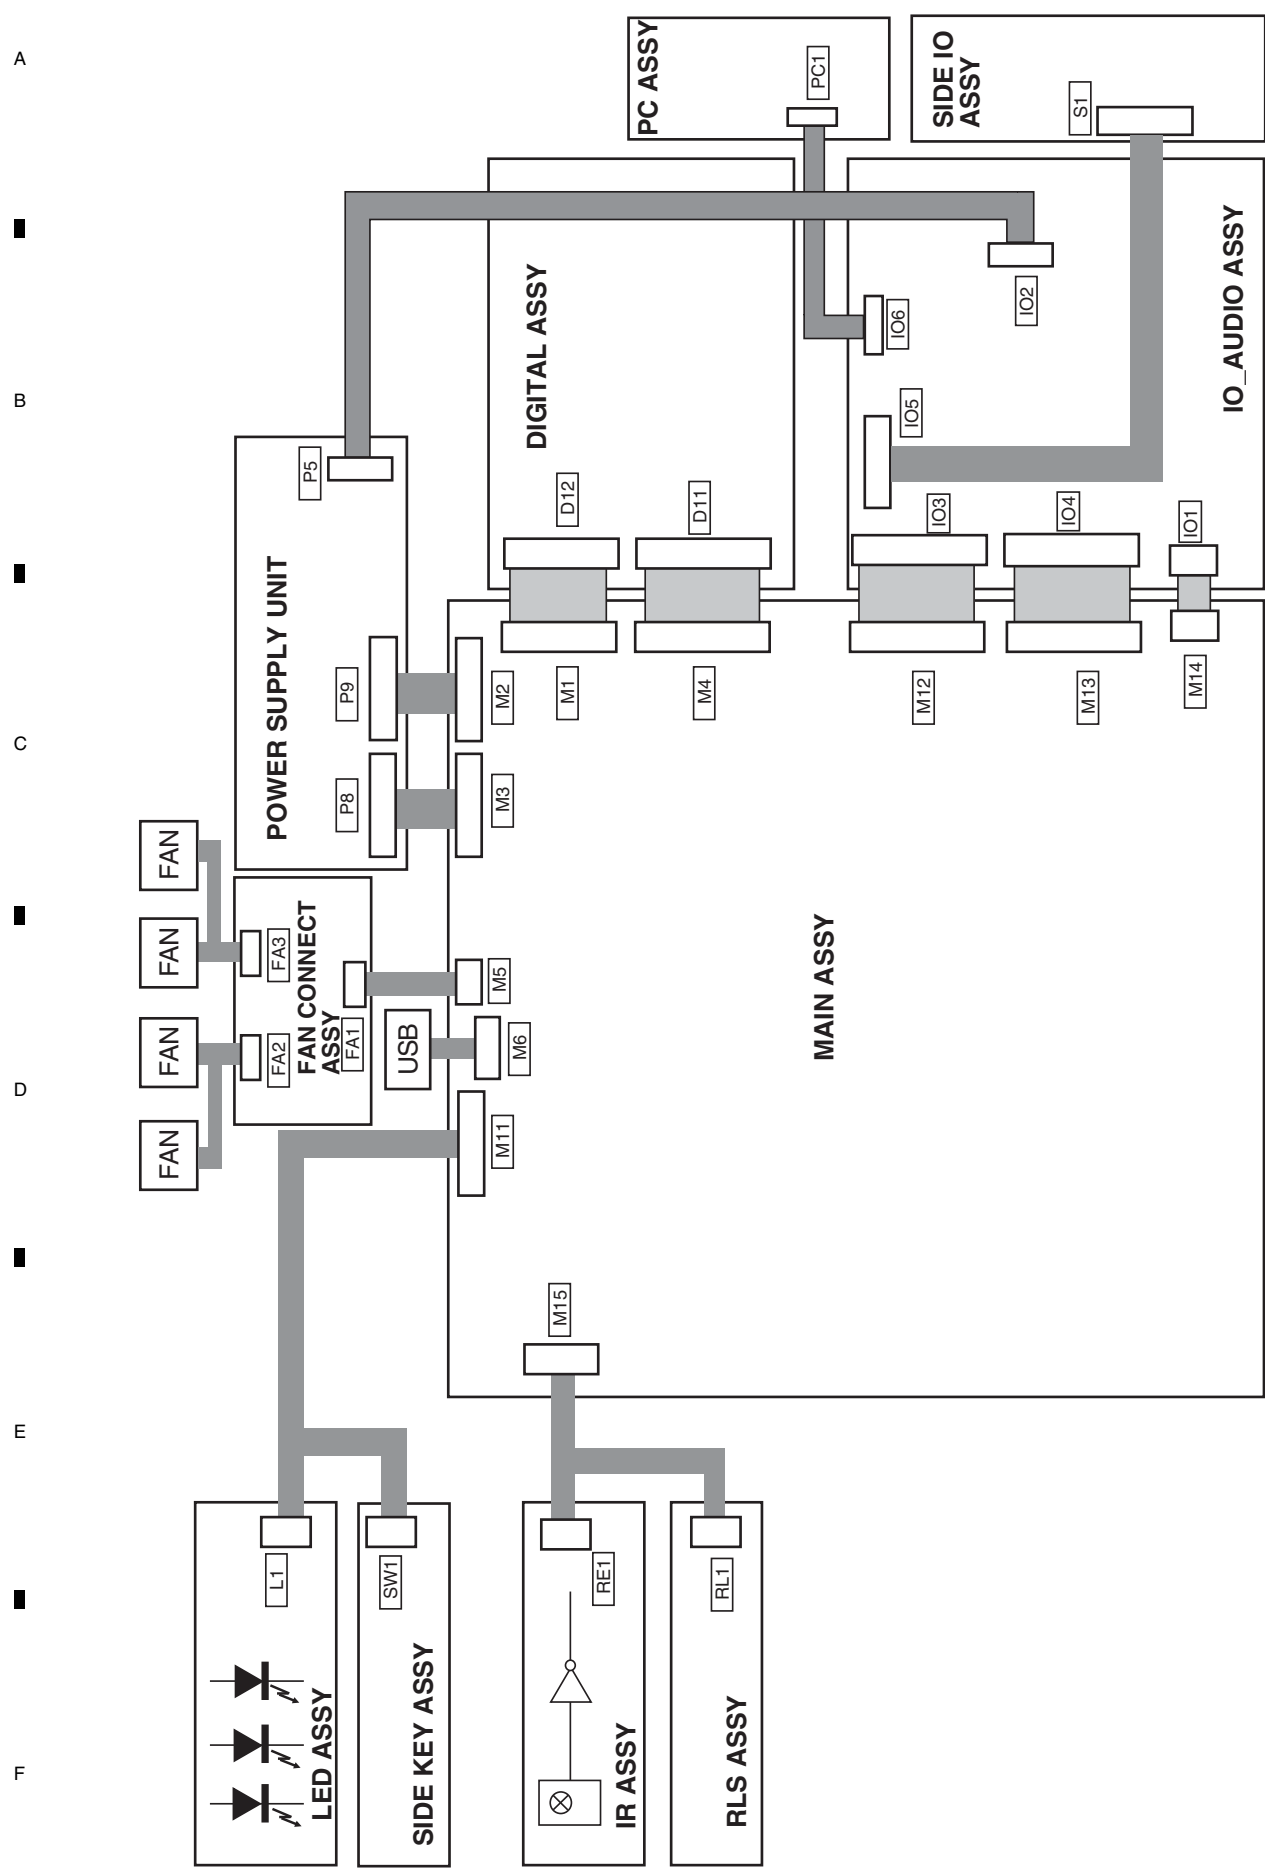 A
B
C
D
E
F
PC ASSY
PC1
SIDE IO
ASSY
S1
DIGITAL ASSY
D12
D11
IO_AUDIO ASSY
IO2
IO6
IO5
IO3
IO4
IO1
POWER SUPPLY UNIT
P5
P9
P8
M2
M3
M1
M4
M12
M13
M14
FAN
FAN
FAN
FAN
FAN CONNECT
ASSY
FA3
FA2
FA1
USB
M5
M6
M11
MAIN ASSY
M15
LED ASSY
L1
SIDE KEY ASSY
SW1
IR ASSY
RE1
RLS ASSY
RL1